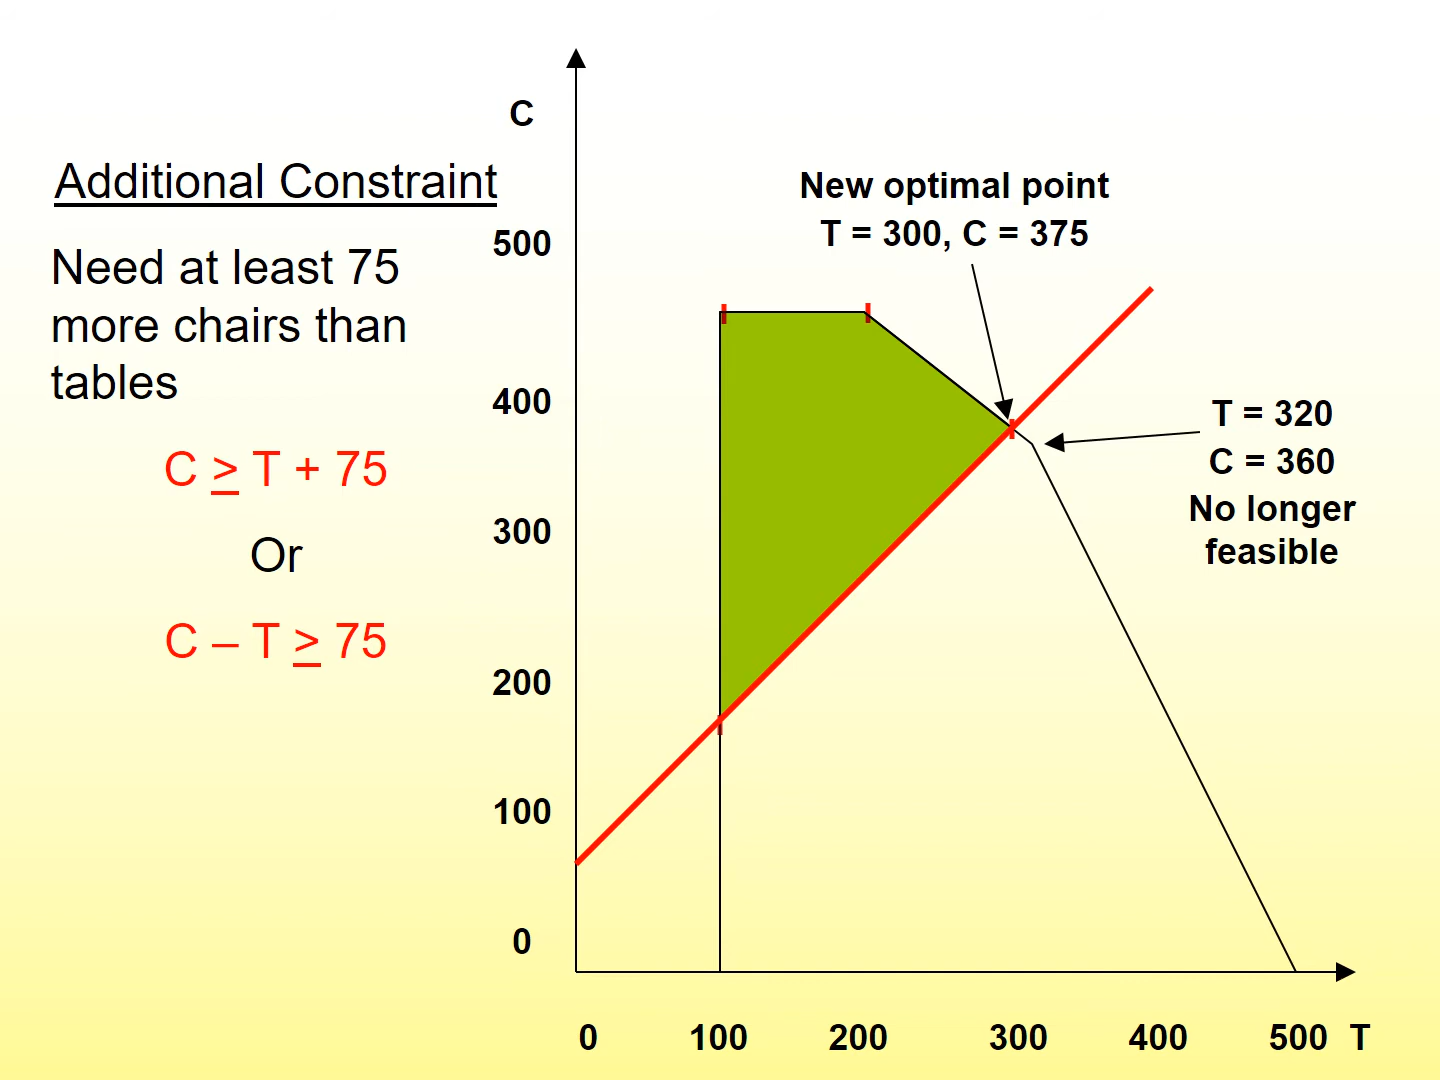 Additional Constraint
Need at least 75
more chairs than
tables
C ≥ T + 75
Or
C – T ≥ 75
C
500
400
300
200
100
0
New optimal point
T = 300, C = 375
T = 320
C = 360
No longer
feasible
0 100 200 300 400 500 T